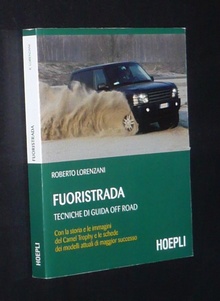 ROBERTO LORENZANI
FUORISTRADA
TECNICHE DI GUIDA OFF ROAD
Con la storia e le immagini
del Camel Trophy e le schede
dei modelli attuali di maggior successo
HOEPLI
R. LORENZANI
FUORISTRADA
HOEPLI